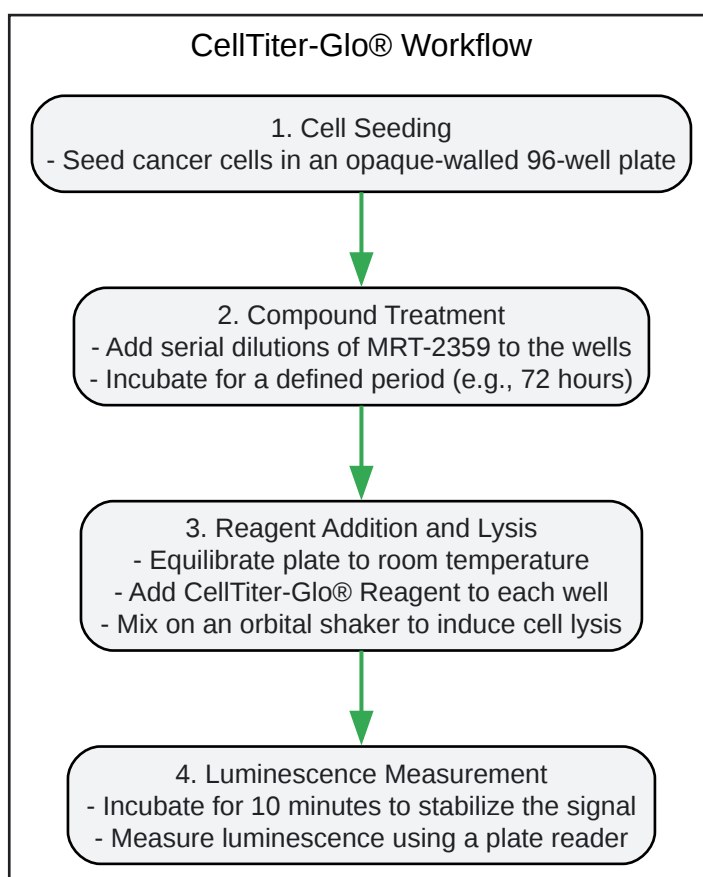 CellTiter-Glo® Workflow
1. Cell Seeding
- Seed cancer cells in an opaque-walled 96-well plate
2. Compound Treatment
- Add serial dilutions of MRT-2359 to the wells
- Incubate for a defined period (e.g., 72 hours)
3. Reagent Addition and Lysis
- Equilibrate plate to room temperature
- Add CellTiter-Glo® Reagent to each well
- Mix on an orbital shaker to induce cell lysis
4. Luminescence Measurement
- Incubate for 10 minutes to stabilize the signal
- Measure luminescence using a plate reader